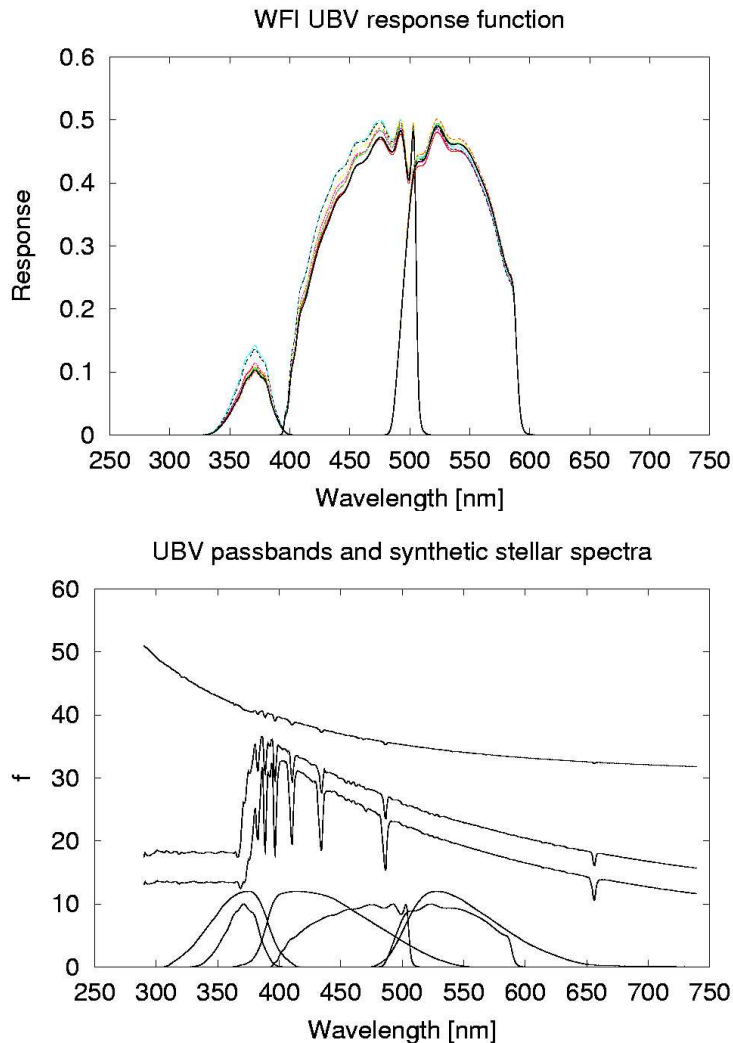 WFI UBV response function
0.6
0.5
0.4
0.3
0.2
0.1
0
Response
250 300 350 400 450 500 550 600 650 700 750
Wavelength [nm]
UBV passbands and synthetic stellar spectra
60
50
40
30
20
10
0
f
250 300 350 400 450 500 550 600 650 700 750
Wavelength [nm]